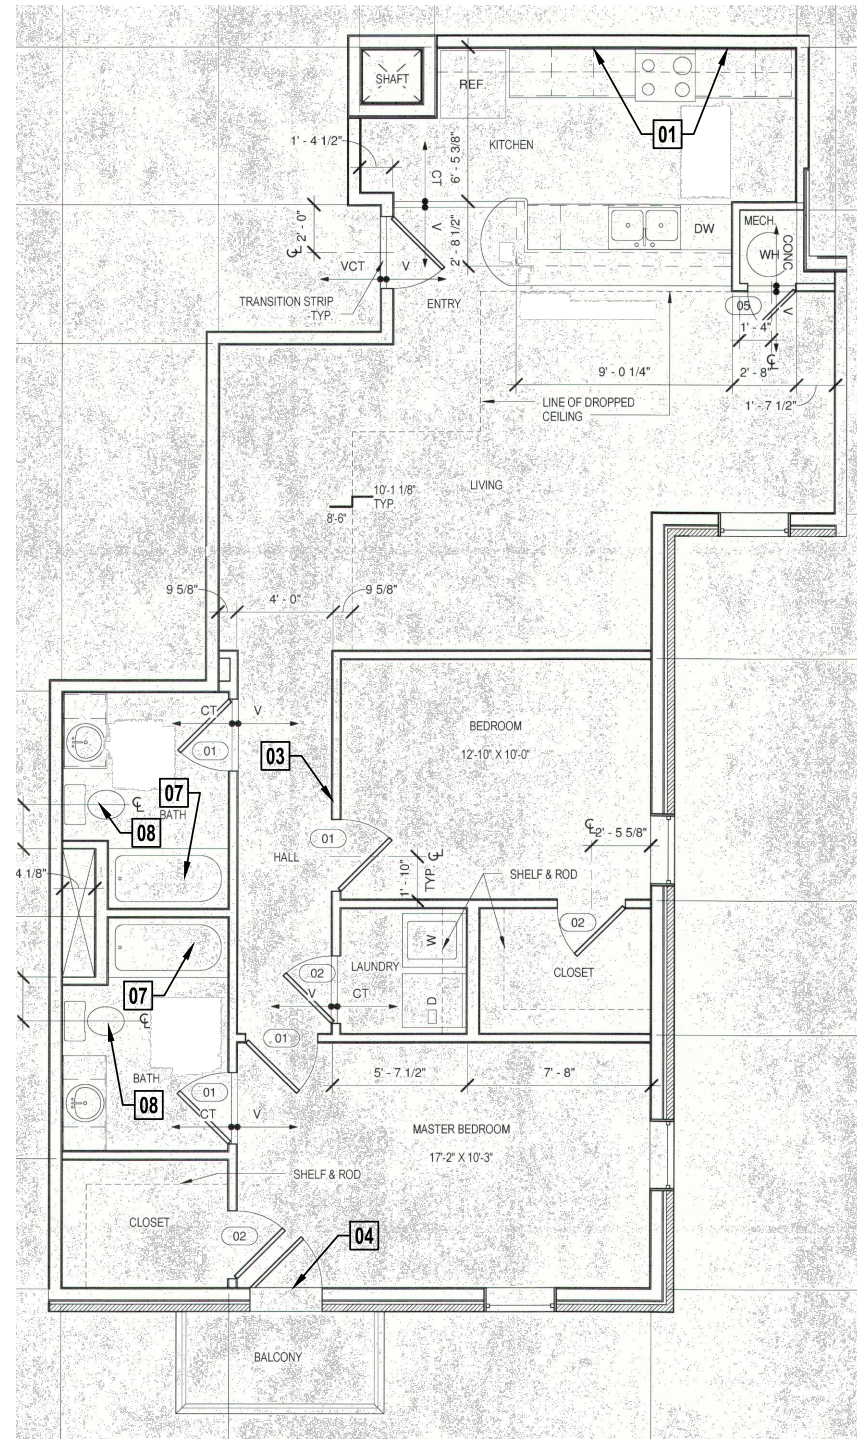 SHAFT
REF.
01
1' - 4 1/2"
KITCHEN
CT
6' - 5 3/8"
2' - 0"
℄
V
2' - 8 1/2"
DW
MECH.
WH
CONC
VCT
V
TRANSITION STRIP
-TYP.
ENTRY
05
V
1' - 4"
℄
9' - 0 1/4"
2' - 8"
1' - 7 1/2"
LINE OF DROPPED
CEILING
LIVING
10'-1 1/8"
TYP
8'-6"
9 5/8"
4' - 0"
9 5/8"
CT
V
01
BEDROOM
12'-10" X 10'-0"
03
07
℄
BATH
08
01
2' - 5 5/8"
℄
HALL
4 1/8"
1' - 10"
TYP.
℄
SHELF & ROD
02
W
LAUNDRY
02
CLOSET
07
V
CT
D
℄
01
BATH
01
5' - 7 1/2"
7' - 8"
08
CT
V
MASTER BEDROOM
17'-2" X 10'-3"
SHELF & ROD
CLOSET
02
04
BALCONY